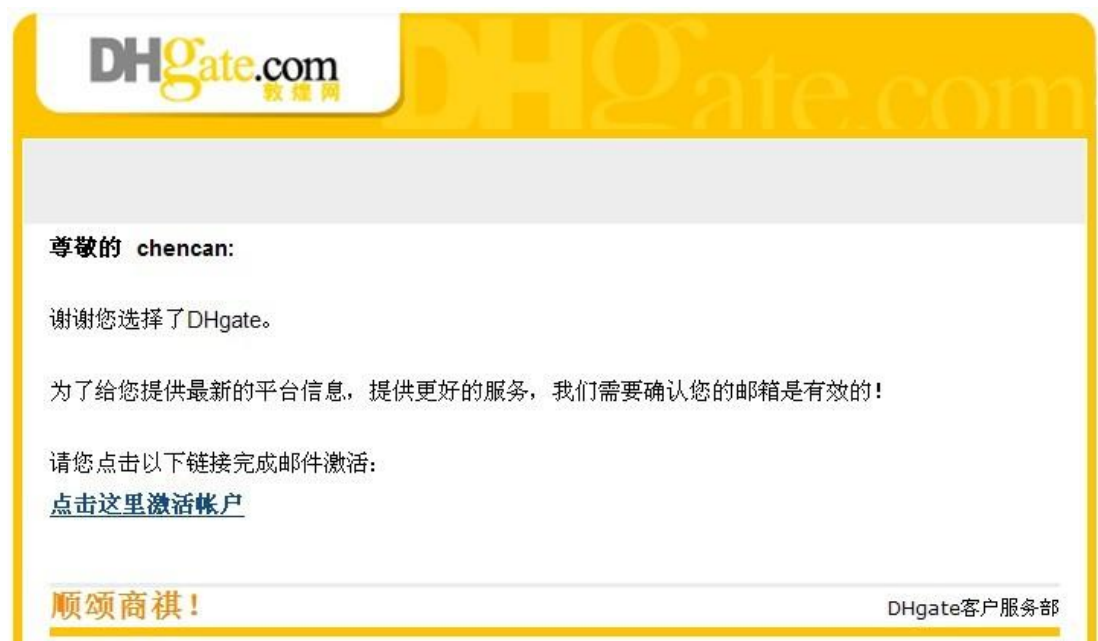 DHgate.com
敦煌网
DHgate.com
尊敬的 chencan:
谢谢您选择了DHgate。
为了给您提供最新的平台信息，提供更好的服务，我们需要确认您的邮箱是有效的！
请您点击以下链接完成邮件激活：
点击这里激活帐户
顺颂商祺！
DHgate客户服务部